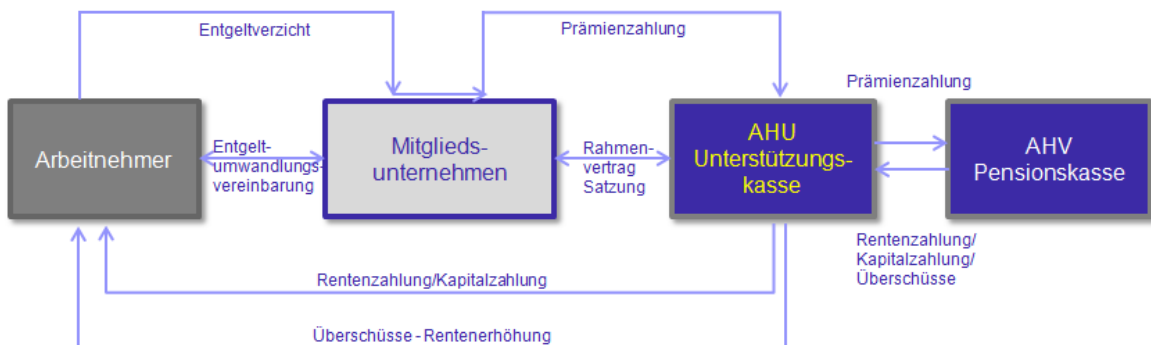 Entgeltverzicht
Prämienzahlung
Prämienzahlung
Arbeitnehmer
Entgelt-
umwandlungs-
vereinbarung
Mitglieds-
unternehmen
Rahmen-
vertrag
Satzung
AHU
Unterstützungs-
kasse
AHV
Pensionskasse
Rentenzahlung/
Kapitalzahlung/
Überschüsse
Rentenzahlung/Kapitalzahlung
Überschüsse - Rentenerhöhung